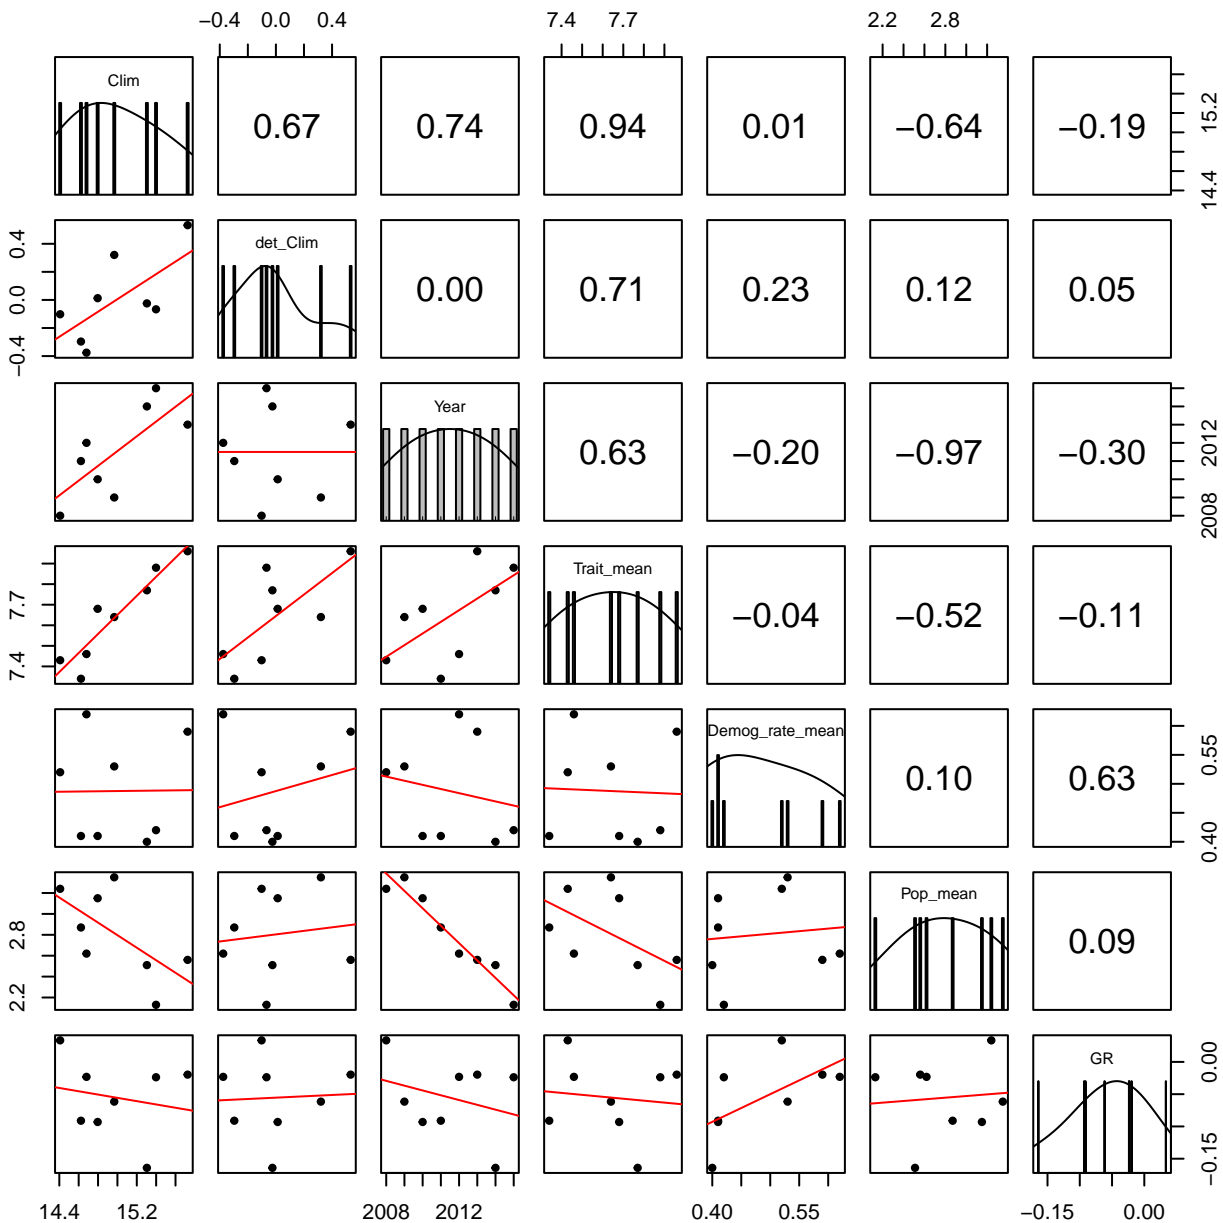 −0.4 0.0 0.4 7.4 7.7 2.2 2.8
Clim 0.67 0.74 0.94 0.01 −0.64 −0.19 14.4 15.2
−0.4 0.0 0.4 det_Clim 0.00 0.71 0.23 0.12 0.05
Year 0.63 −0.20 −0.97 −0.30 2008 2012
7.4 7.7 Trait_mean −0.04 −0.52 −0.11
Demog_rate_mean 0.10 0.63 0.40 0.55
2.2 2.8 Pop_mean 0.09
GR −0.15 0.00
14.4 15.2 2008 2012 0.40 0.55 −0.15 0.00